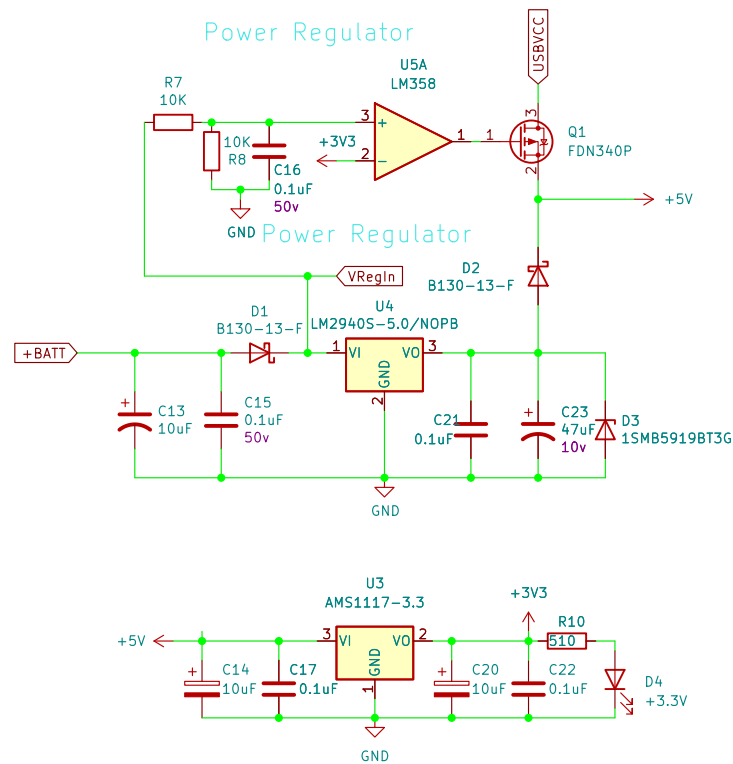 Power Regulator
USBVCC
U5A
LM358
R7
10K
3
+
+3V3
2
−
1
1
3
2
Q1
FDN340P
10K
R8
C16
0.1uF
50v
GND
+5V
Power Regulator
VRegIn
D2
B130-13-F
D1
B130-13-F
U4
LM2940S-5.0/NOPB
+BATT
1
VI
VO
3
GND
2
C13
10uF
C15
0.1uF
50v
C21
0.1uF
C23
47uF
10v
D3
1SMB5919BT3G
GND
U3
AMS1117-3.3
+3V3
R10
510
+5V
3
VI
VO
2
GND
1
C14
10uF
C17
0.1uF
C20
10uF
C22
0.1uF
D4
+3.3V
GND